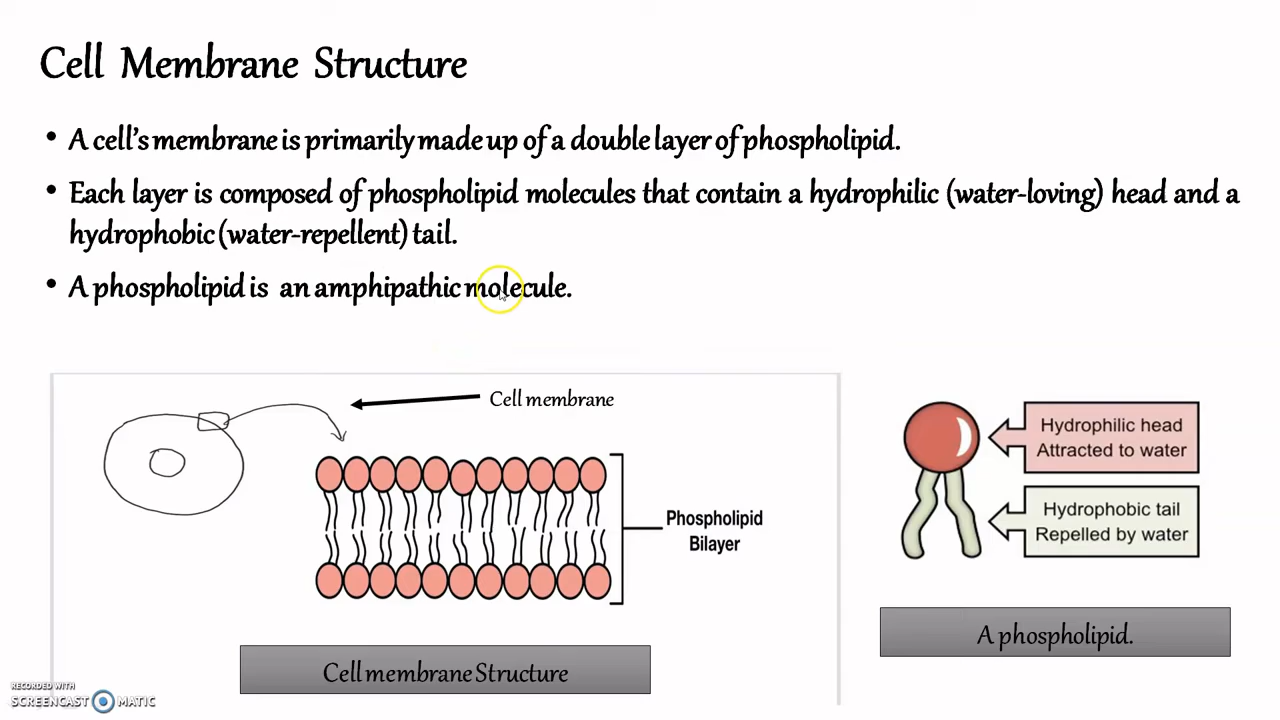 Cell Membrane Structure
• A cell's membrane is primarily made up of a double layer of phospholipid.
• Each layer is composed of phospholipid molecules that contain a hydrophilic (water-loving) head and a
hydrophobic (water-repellent) tail.
• A phospholipid is an amphipathic molecule.
Cell membrane
Phospholipid
Bilayer
Cell membrane Structure
Hydrophilic head
Attracted to water
Hydrophobic tail
Repelled by water
A phospholipid.
RECORDED WITH
SCREENCAST MATIC